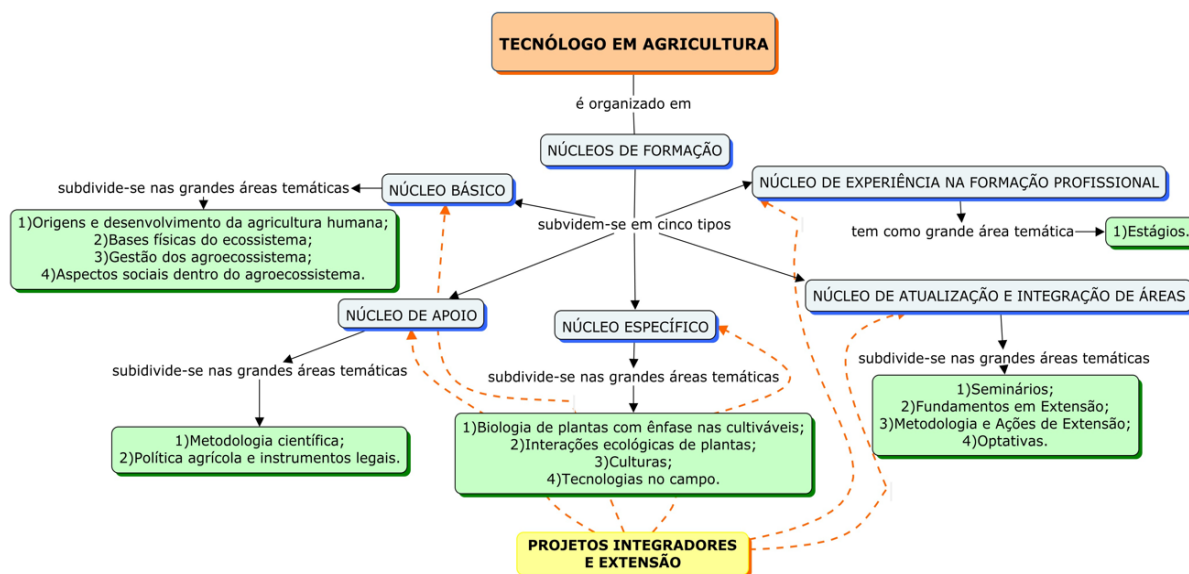 TECNÓLOGO EM AGRICULTURA
é organizado em
NÚCLEOS DE FORMAÇÃO
subvidem-se em cinco tipos
NÚCLEO BÁSICO
subdivide-se nas grandes áreas temáticas
1)Origens e desenvolvimento da agricultura humana;
2)Bases físicas do ecossistema;
3)Gestão dos agroecossistema;
4)Aspectos sociais dentro do agroecossistema.
NÚCLEO DE EXPERIÊNCIA NA FORMAÇÃO PROFISSIONAL
tem como grande área temática
1)Estágios.
NÚCLEO DE APOIO
subidivide-se nas grandes áreas temáticas
1)Metodologia científica;
2)Política agrícola e instrumentos legais.
NÚCLEO ESPECÍFICO
subdivide-se nas grandes áreas temáticas
1)Biologia de plantas com ênfase nas cultiváveis;
2)Interações ecológicas de plantas;
3)Culturas;
4)Tecnologias no campo.
NÚCLEO DE ATUALIZAÇÃO E INTEGRAÇÃO DE ÁREAS
subdivide-se nas grandes áreas temáticas
1)Seminários;
2)Fundamentos em Extensão;
3)Metodologia e Ações de Extensão;
4)Optativas.
PROJETOS INTEGRADORES
E EXTENSÃO